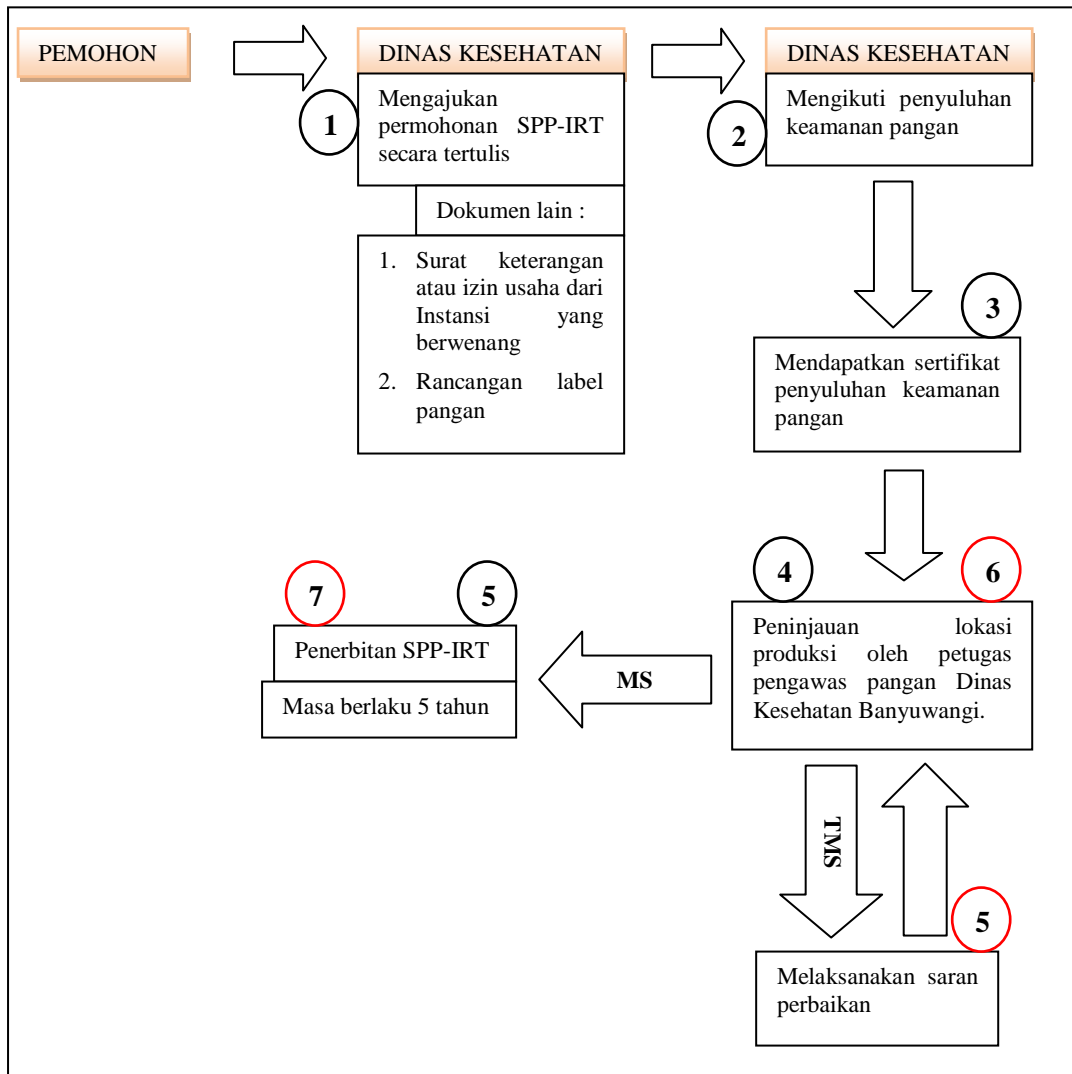 PEMOHON
DINAS KESEHATAN
DINAS KESEHATAN
1
Mengajukan
permohonan SPP-IRT
secara tertulis
Dokumen lain :
1. Surat keterangan
atau izin usaha dari
Instansi yang
berwenang
2. Rancangan label
pangan
2
Mengikuti penyuluhan
keamanan pangan
3
Mendapatkan sertifikat
penyuluhan keamanan
pangan
4
6
Peninjauan lokasi
produksi oleh petugas
pengawas pangan Dinas
Kesehatan Banyuwangi.
MS
7
5
Penerbitan SPP-IRT
Masa berlaku 5 tahun
TMS
5
Melaksanakan saran
perbaikan